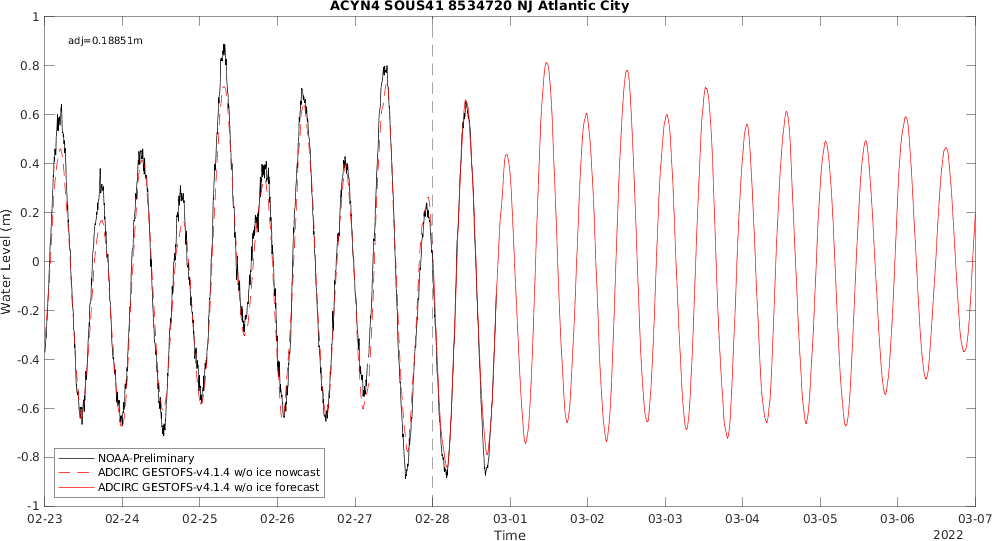 ACYN4 SOUS41 8534720 NJ Atlantic City
adj=0.18851m
1
0.8
0.6
0.4
0.2
0
-0.2
-0.4
-0.6
-0.8
-1
Water Level (m)
NOAA-Preliminary
ADCIRC GESTOFS-v4.1.4 w/o ice nowcast
ADCIRC GESTOFS-v4.1.4 w/o ice forecast
02-23 02-24 02-25 02-26 02-27 02-28 03-01 03-02 03-03 03-04 03-05 03-06 03-07
Time
2022